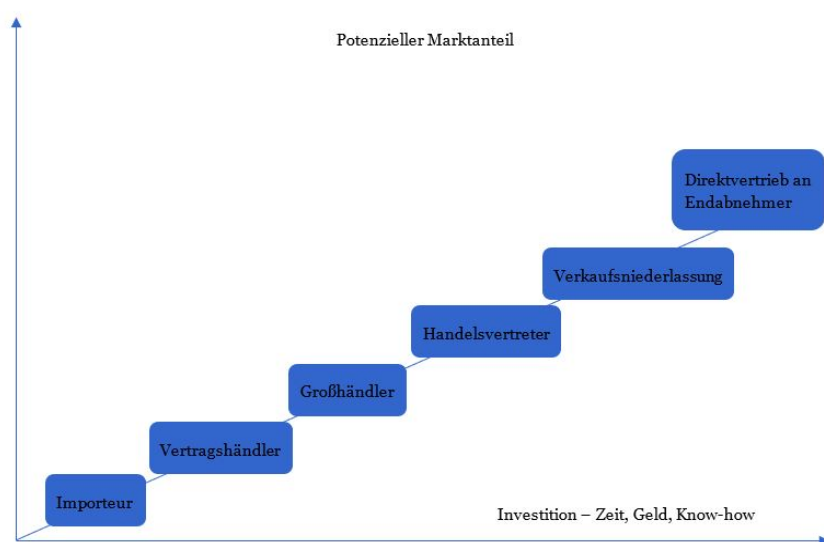 Potenzieller Marktanteil
Direktvertrieb an
Endabnehmer
Verkaufsniederlassung
Handelsvertreter
Großhändler
Vertragshändler
Importeur
Investition – Zeit, Geld, Know-how